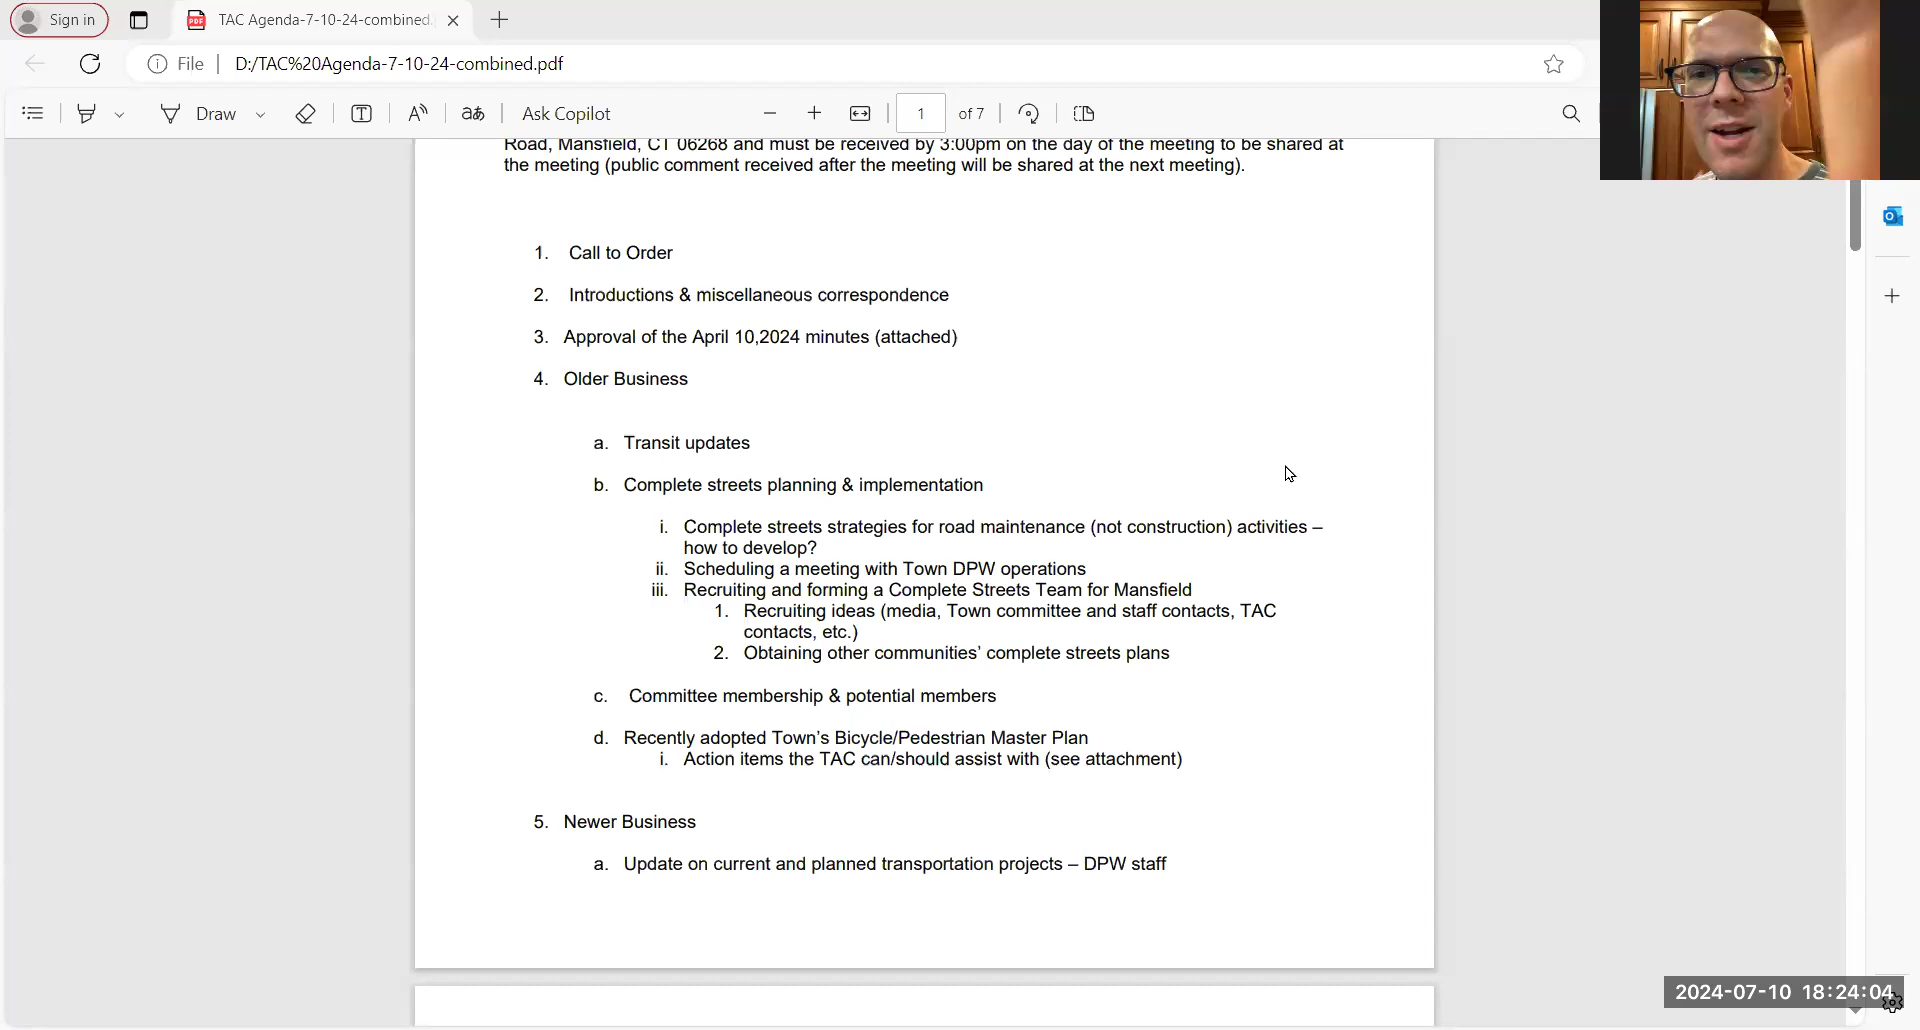 Sign in
TAC Agenda-7-10-24-combined.
File
D:/TAC%20Agenda-7-10-24-combined.pdf
Draw
T
A
aあ
Ask Copilot
1
of 7
Road, Mansfield, CT 06268 and must be received by 3:00pm on the day of the meeting to be shared at
the meeting (public comment received after the meeting will be shared at the next meeting).
1. Call to Order
2. Introductions & miscellaneous correspondence
3. Approval of the April 10,2024 minutes (attached)
4. Older Business
a. Transit updates
b. Complete streets planning & implementation
i. Complete streets strategies for road maintenance (not construction) activities –
how to develop?
ii. Scheduling a meeting with Town DPW operations
iii. Recruiting and forming a Complete Streets Team for Mansfield
1. Recruiting ideas (media, Town committee and staff contacts, TAC
contacts, etc.)
2. Obtaining other communities’ complete streets plans
c. Committee membership & potential members
d. Recently adopted Town’s Bicycle/Pedestrian Master Plan
i. Action items the TAC can/should assist with (see attachment)
5. Newer Business
a. Update on current and planned transportation projects – DPW staff
2024-07-10 18:24:04